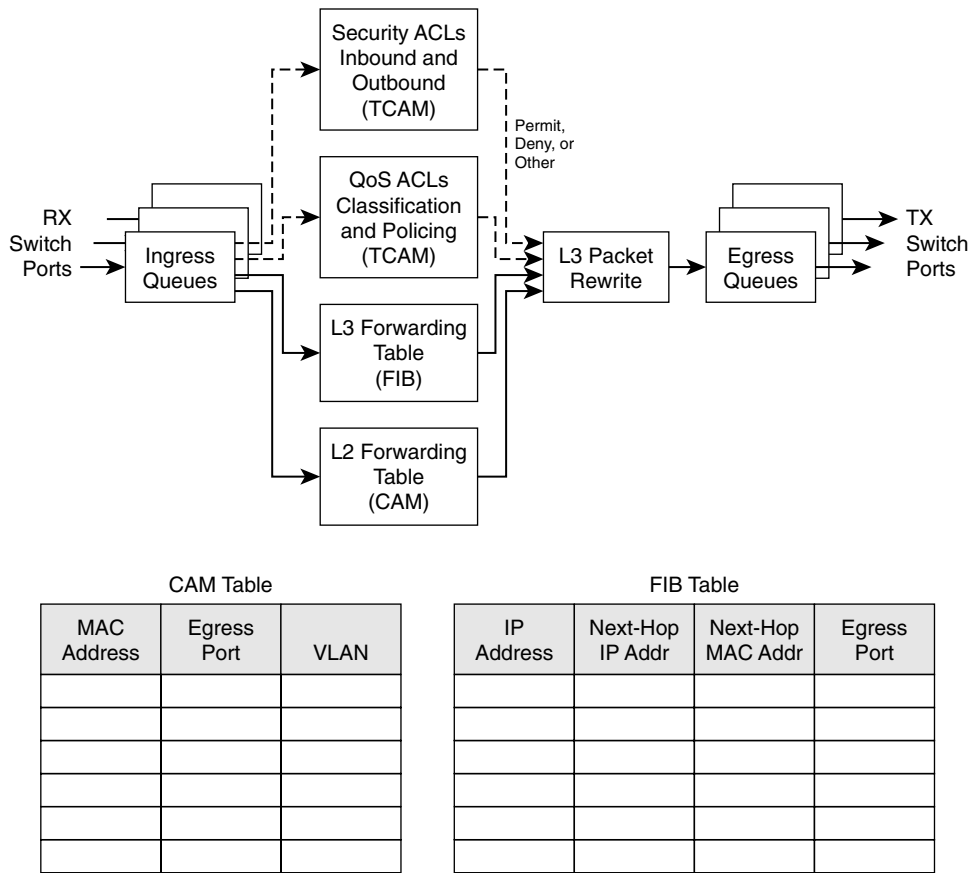 Security ACLs
Inbound and
Outbound
(TCAM)
Permit,
Deny, or
Other
QoS ACLs
Classification
and Policing
(TCAM)
RX
Switch
Ports
Ingress
Queues
L3 Packet
Rewrite
Egress
Queues
TX
Switch
Ports
L3 Forwarding
Table
(FIB)
L2 Forwarding
Table
(CAM)
CAM Table
MAC
Address
Egress
Port
VLAN
FIB Table
IP
Address
Next-Hop
IP Addr
Next-Hop
MAC Addr
Egress
Port